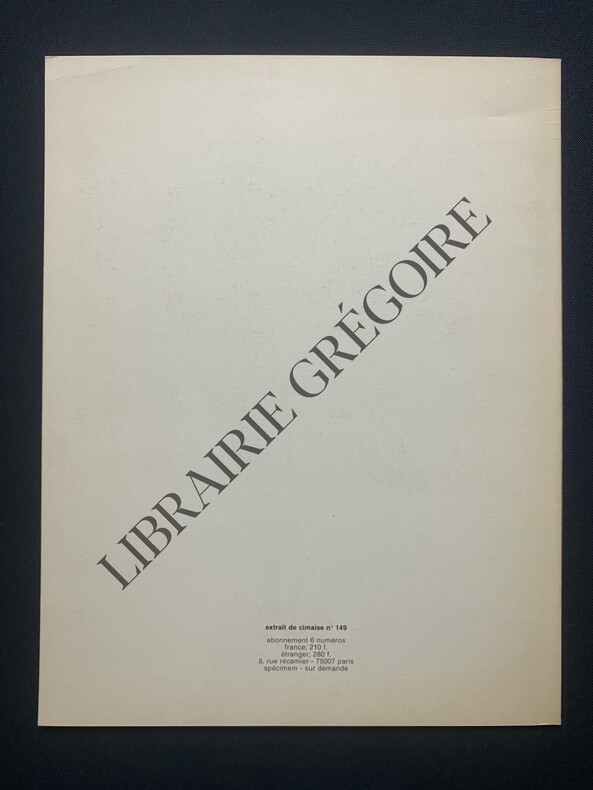 LIBRAIRIE GRÉGOIRE
extrait de cimaise n° 149
abonnement 6 numéros
france; 210 f.
étranger; 280 f.
8, rue récamier - 75007 paris
spécimem - sur demande